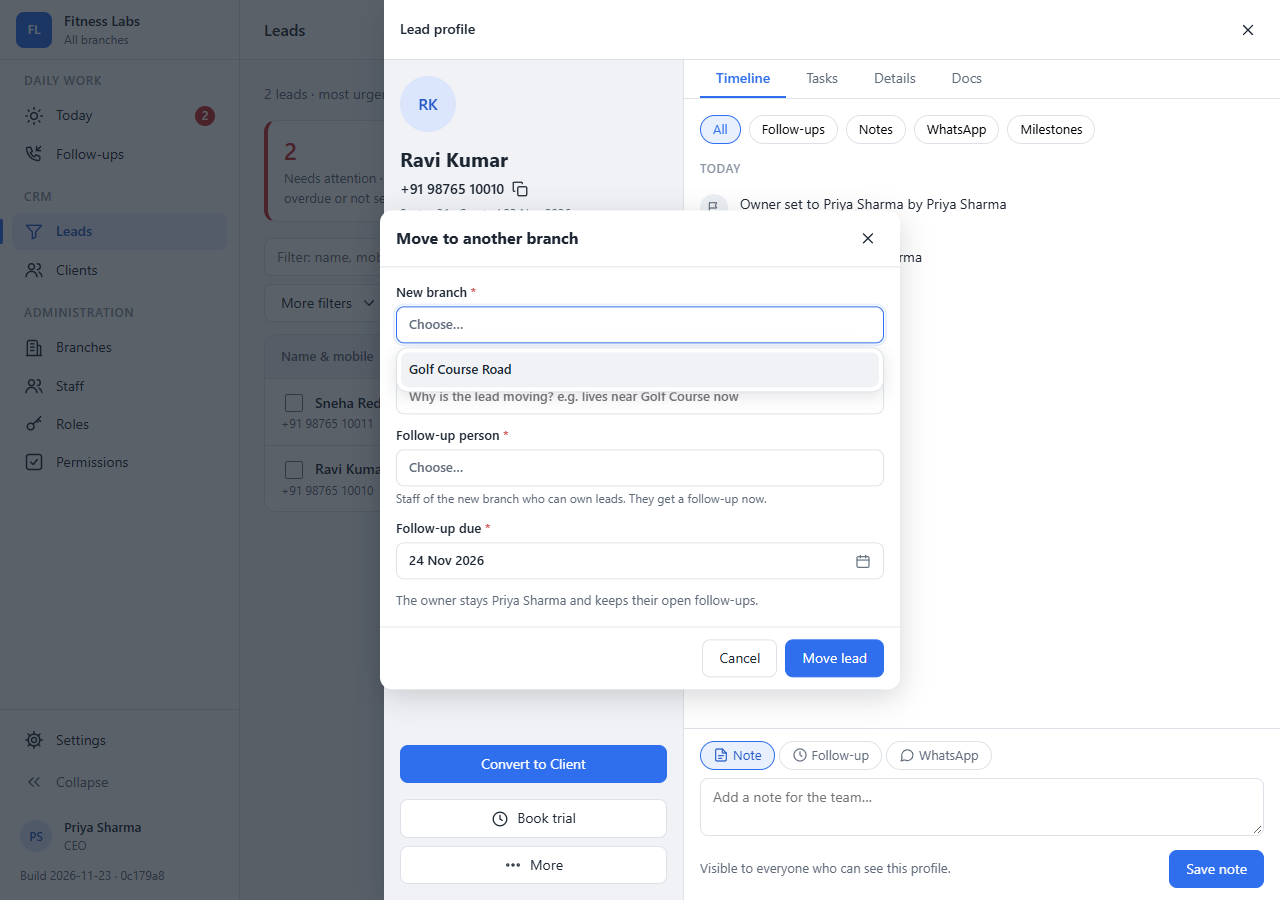 FL
Fitness Labs
All branches
DAILY WORK
Today
2
Follow-ups
CRM
Leads
Clients
ADMINISTRATION
Branches
Staff
Roles
Permissions
Settings
Collapse
PS
Priya Sharma
CEO
Build 2026-11-23 · 0c179a8
Leads
2 leads · most urge
2
Needs attention ·
overdue or not se
Filter: name, mob
More filters
Name & mobile
Sneha Red
+91 98765 10011
Ravi Kuma
+91 98765 10010
Lead profile
RK
Ravi Kumar
+91 98765 10010
Convert to Client
Book trial
More
Timeline
Tasks
Details
Docs
All
Follow-ups
Notes
WhatsApp
Milestones
TODAY
Owner set to Priya Sharma by Priya Sharma
rma
Move to another branch
New branch *
Choose...
Golf Course Road
Why is the lead moving? e.g. lives near Golf Course now
Follow-up person *
Choose...
Staff of the new branch who can own leads. They get a follow-up now.
Follow-up due *
24 Nov 2026
The owner stays Priya Sharma and keeps their open follow-ups.
Cancel
Move lead
Note
Follow-up
WhatsApp
Add a note for the team...
Visible to everyone who can see this profile.
Save note